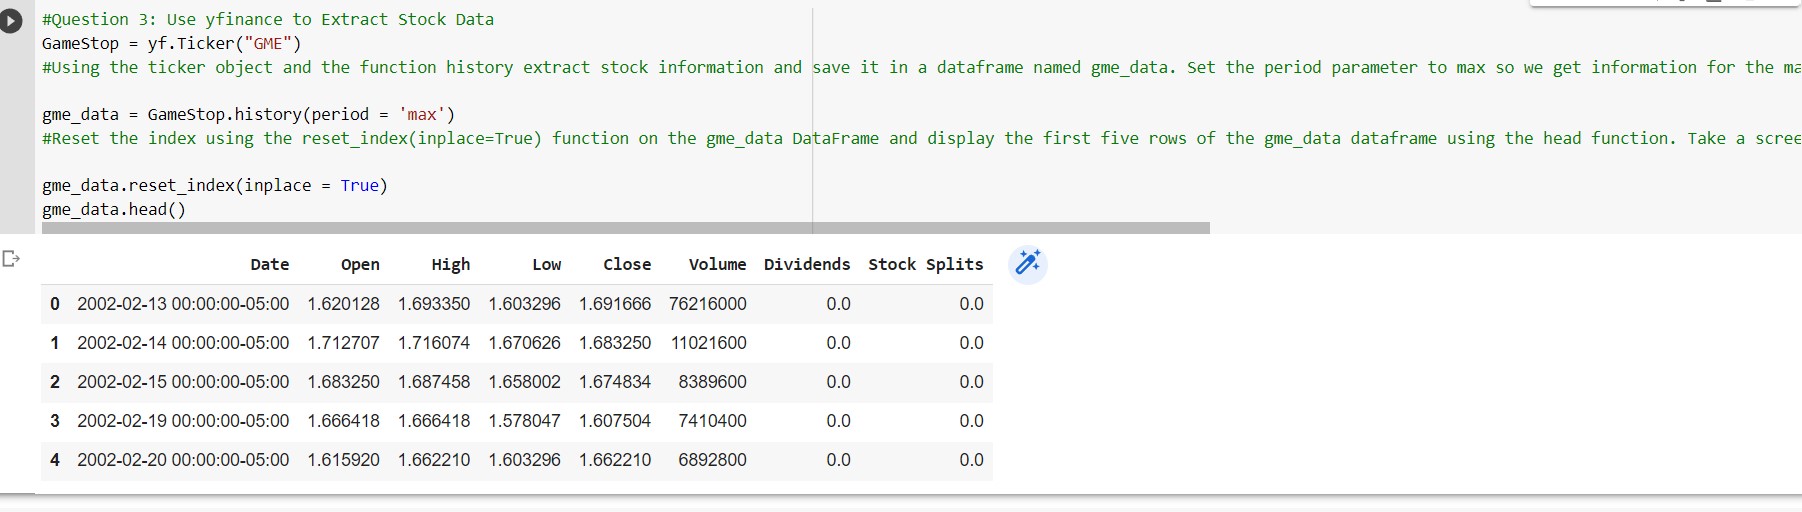 #Question 3: Use yfinance to Extract Stock Data
GameStop = yf.Ticker("GME")
#Using the ticker object and the function history extract stock information and save it in a dataframe named gme_data. Set the period parameter to max so we get information for the ma
gme_data = GameStop.history(period = 'max')
#Reset the index using the reset_index(inplace=True) function on the gme_data DataFrame and display the first five rows of the gme_data dataframe using the head function. Take a scree
gme_data.reset_index(inplace = True)
gme_data.head()
Date Open High Low Close Volume Dividends Stock Splits
0 2002-02-13 00:00:00-05:00 1.620128 1.693350 1.603296 1.691666 76216000 0.0 0.0
1 2002-02-14 00:00:00-05:00 1.712707 1.716074 1.670626 1.683250 11021600 0.0 0.0
2 2002-02-15 00:00:00-05:00 1.683250 1.687458 1.658002 1.674834 8389600 0.0 0.0
3 2002-02-19 00:00:00-05:00 1.666418 1.666418 1.578047 1.607504 7410400 0.0 0.0
4 2002-02-20 00:00:00-05:00 1.615920 1.662210 1.603296 1.662210 6892800 0.0 0.0